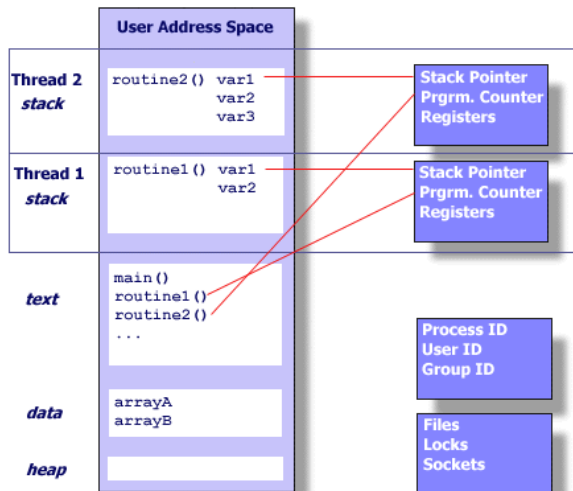 User Address Space
Thread 2
stack
routine2() var1
var2
var3
Stack Pointer
Prgrm. Counter
Registers
Thread 1
stack
routine1() var1
var2
Stack Pointer
Prgrm. Counter
Registers
text
main()
routine1()
routine2()
...
Process ID
User ID
Group ID
data
arrayA
arrayB
Files
Locks
Sockets
heap